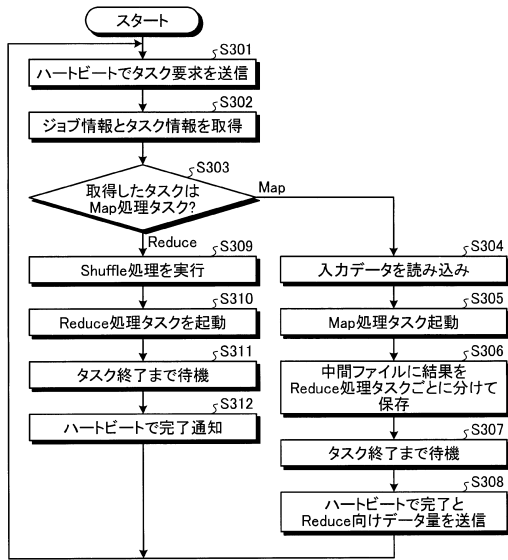 スタート
S301
ハートビートでタスク要求を送信
S302
ジョブ情報とタスク情報を取得
S303
取得したタスクは
Map処理タスク?
Map
Reduce
S309
Shuffle処理を実行
S310
Reduce処理タスクを起動
S311
タスク終了まで待機
S312
ハートビートで完了通知
S304
入力データを読み込み
S305
Map処理タスク起動
S306
中間ファイルに結果を
Reduce処理タスクごとに分けて
保存
S307
タスク終了まで待機
S308
ハートビートで完了と
Reduce向けデータ量を送信